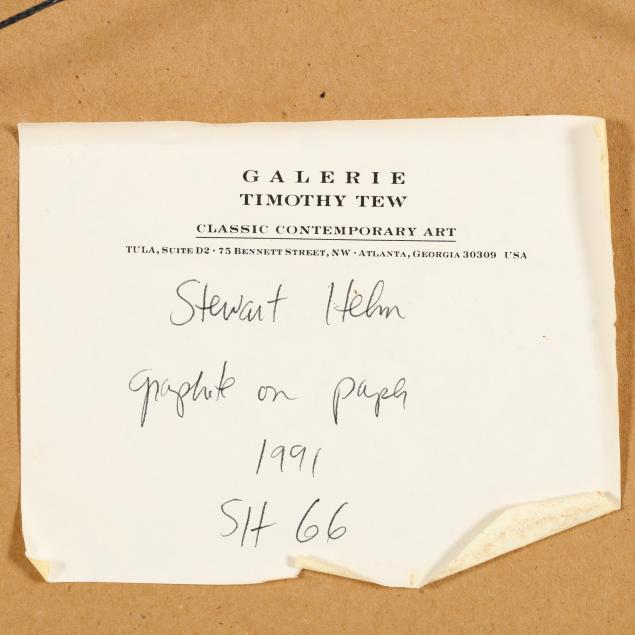 GALERIE
TIMOTHY TEW
CLASSIC CONTEMPORARY ART
TULA, SUITE D2 · 75 BENNETT STREET, NW · ATLANTA, GEORGIA 30309 USA
Stewart Helm
graphite on paper
1991
SH 66